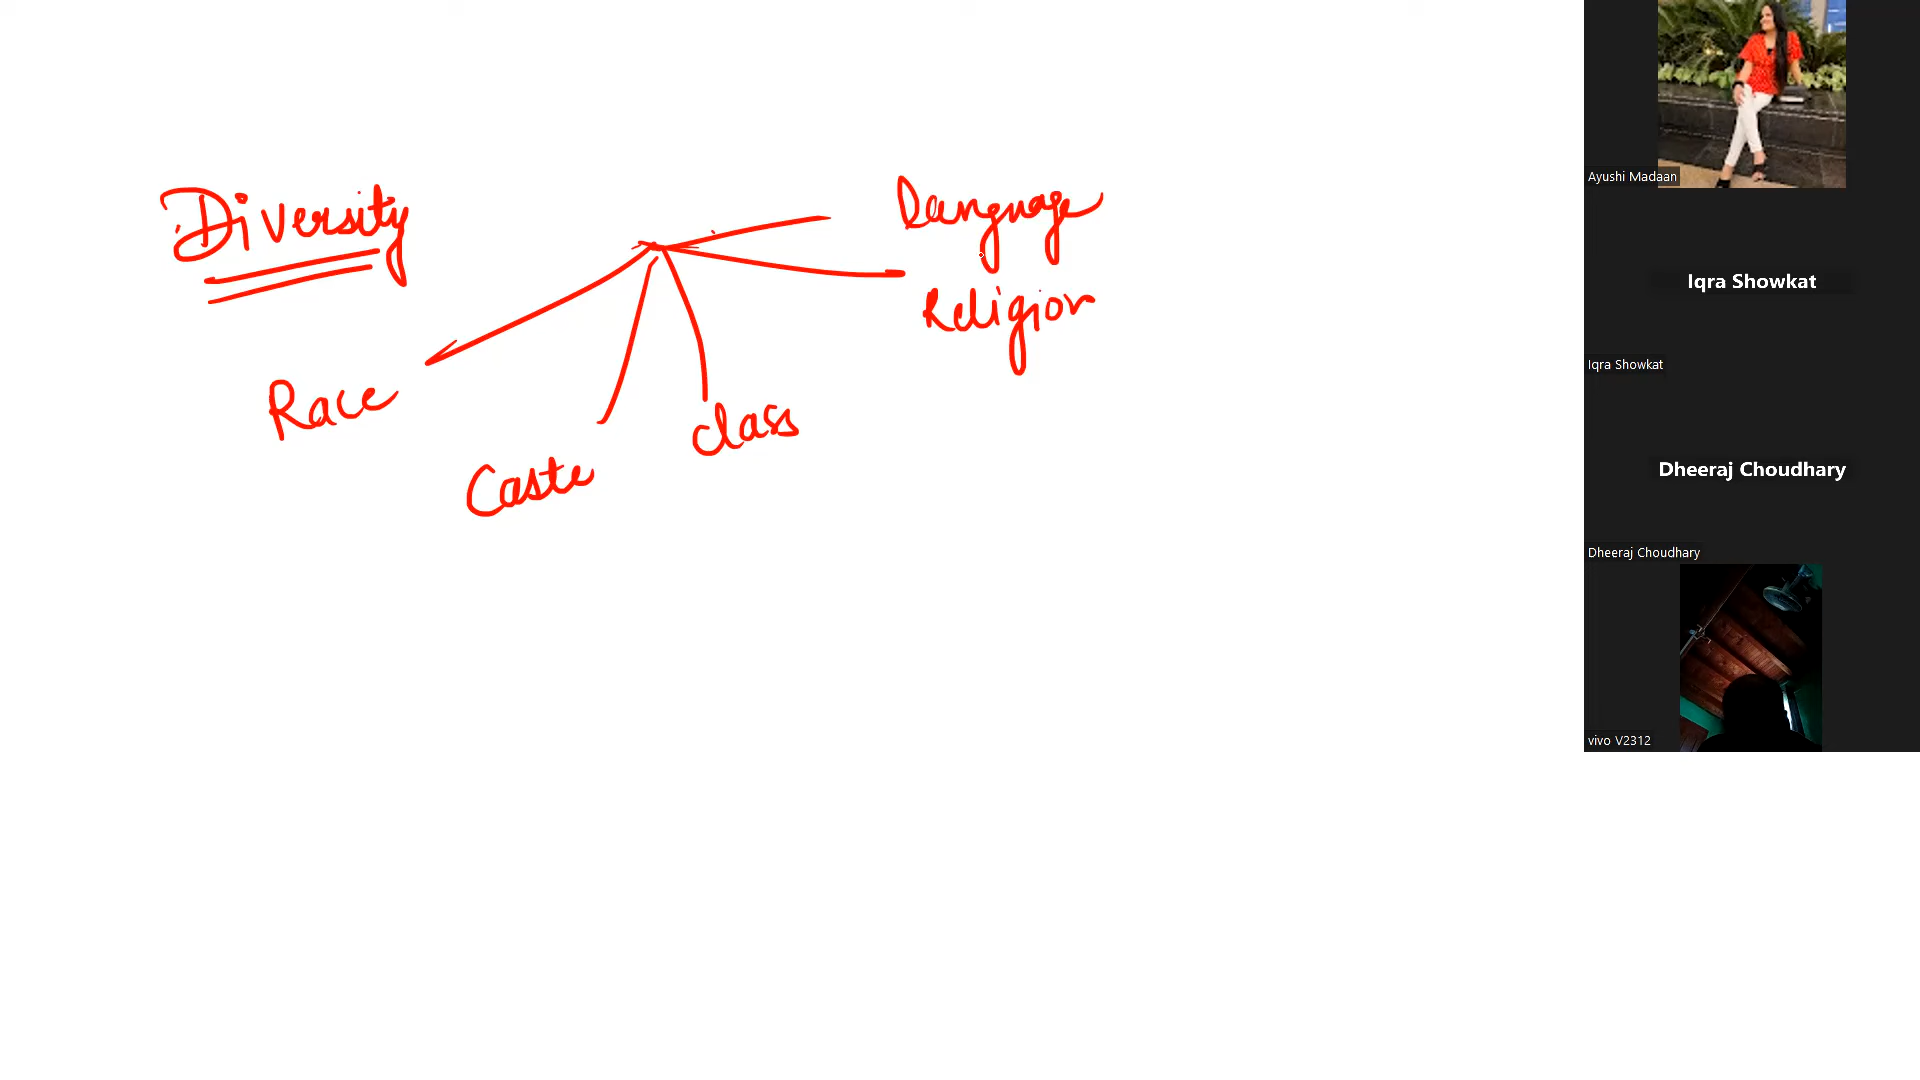 Diversity
Language
Religion
Race
Class
Caste
Ayushi Madaan
Iqra Showkat
Iqra Showkat
Dheeraj Choudhary
Dheeraj Choudhary
vivo V2312